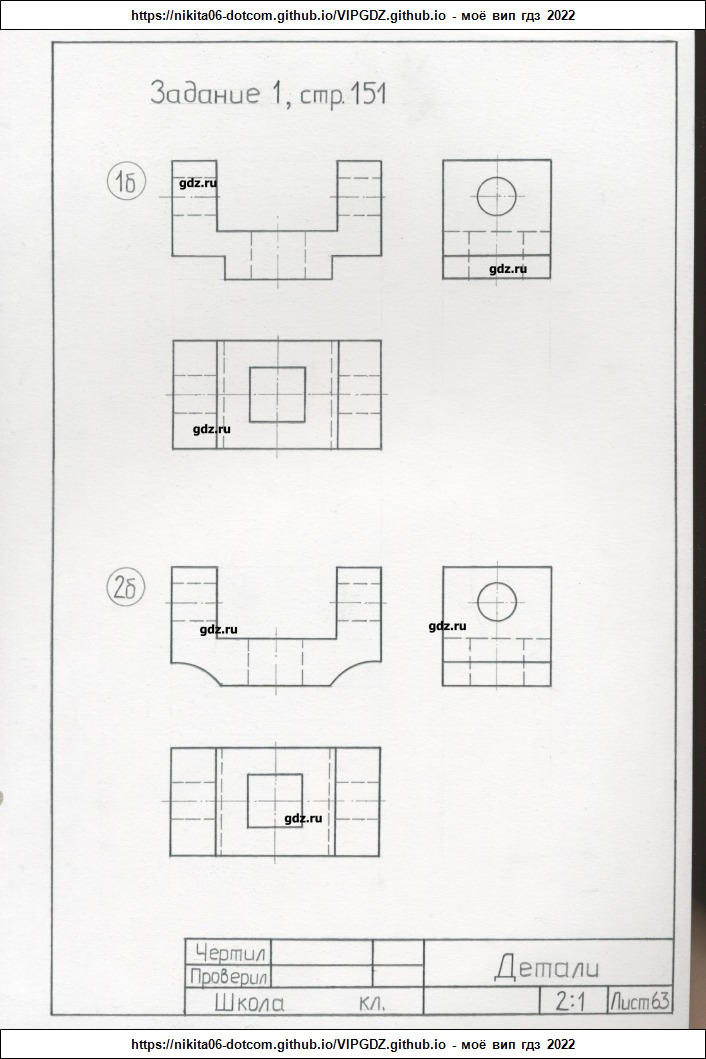 https://nikita06-dotcom.github.io/VIPGDZ.github.io - моё вип гдз 2022
Задание 1, стр. 151
1б
gdz.ru
gdz.ru
gdz.ru
2б
gdz.ru
gdz.ru
gdz.ru
Чертил
Проверил
Детали
Школа кл.
2:1
Лист 63
https://nikita06-dotcom.github.io/VIPGDZ.github.io - моё вип гдз 2022